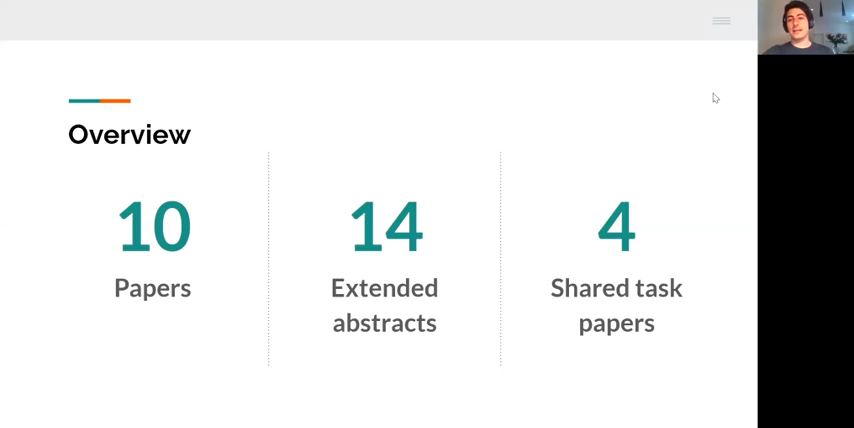 Overview
10
Papers
14
Extended
abstracts
4
Shared task
papers